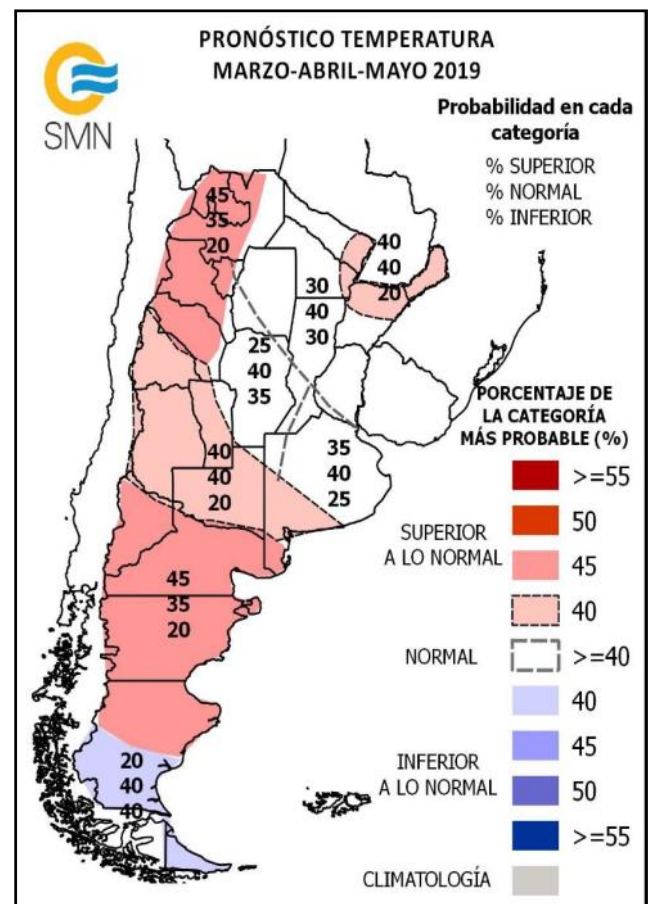 PRONÓSTICO TEMPERATURA
MARZO-ABRIL-MAYO 2019
SMN
Probabilidad en cada
categoría
% SUPERIOR
% NORMAL
% INFERIOR
45
35
20
40
40
20
30
40
30
25
40
35
40
40
20
35
40
25
45
35
20
20
40
40
PORCENTAJE DE
LA CATEGORÍA
MÁS PROBABLE (%)
SUPERIOR
A LO NORMAL
>=55
50
45
40
NORMAL
>=40
INFERIOR
A LO NORMAL
40
45
50
>=55
CLIMATOLOGÍA